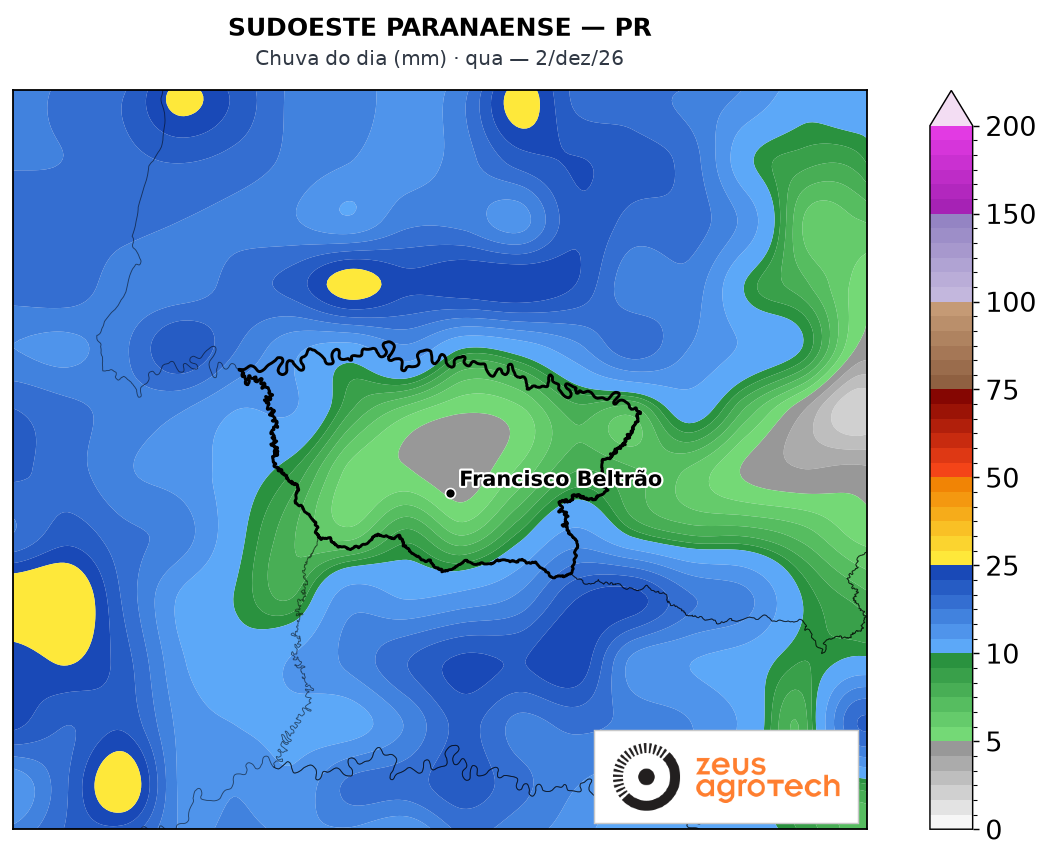 SUDOESTE PARANAENSE — PR
Chuva do dia (mm) · qua — 2/dez/26
200
150
100
75
50
25
10
5
0
Francisco Beltrão
zeus
agrotech